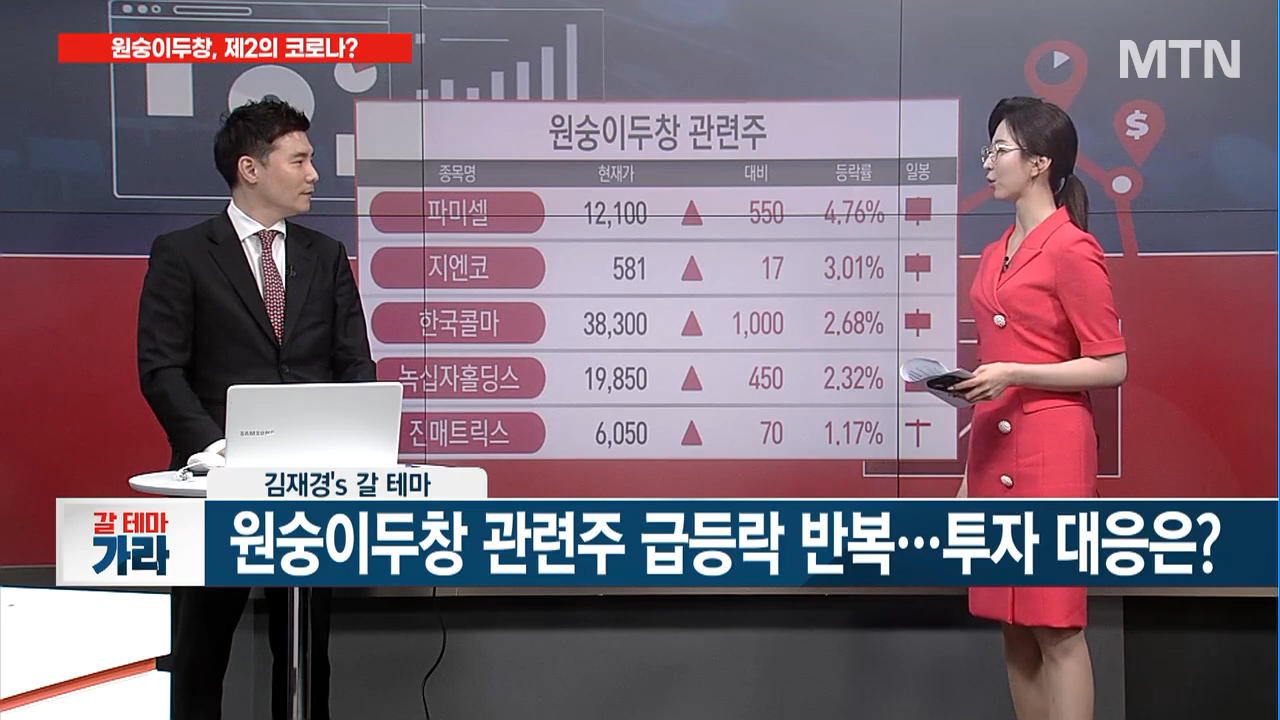 원숭이두창, 제2의 코로나?
MTN
$
원숭이두창 관련주
종목명 현재가 대비 등락률 일봉
파미셀 12,100 ▲ 550 4.76%
지엔코 581 ▲ 17 3.01%
한국콜마 38,300 ▲ 1,000 2.68%
녹십자홀딩스 19,850 ▲ 450 2.32%
진매트릭스 6,050 ▲ 70 1.17%
SAMSUNG
김재경's 갈 테마
갈 테마
가라
원숭이두창 관련주 급등락 반복…투자 대응은?